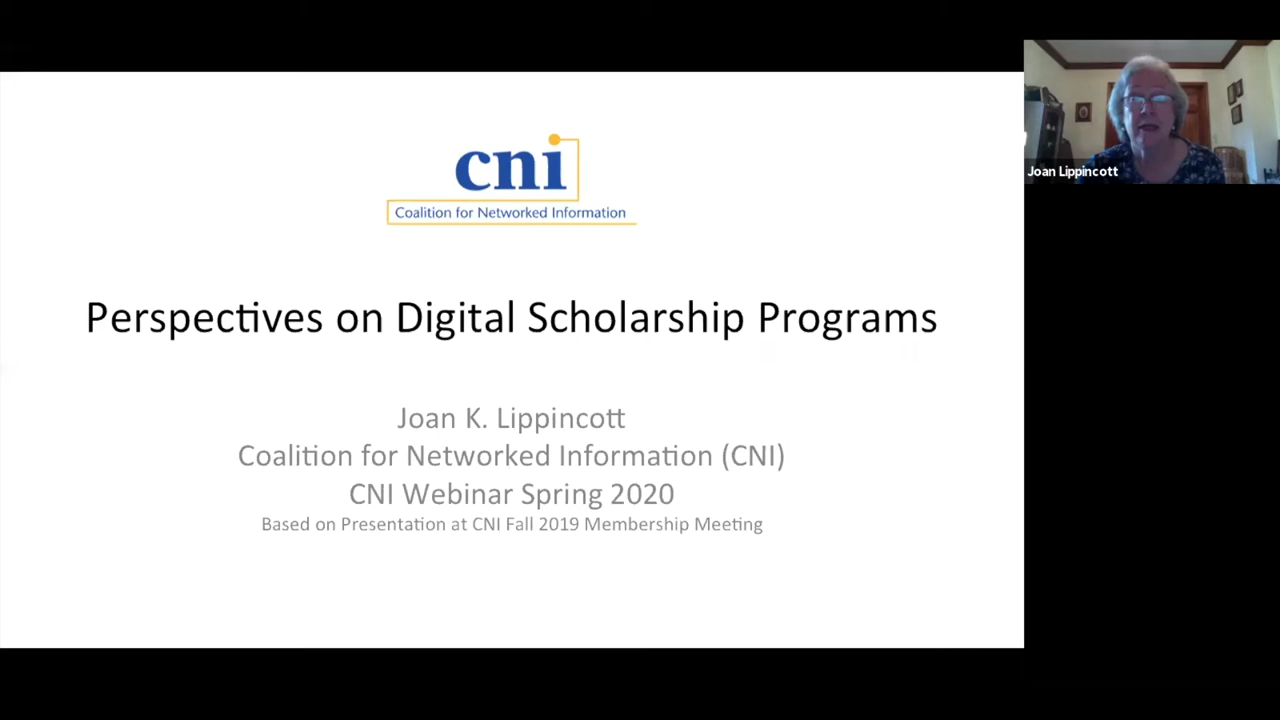 cni
Coalition for Networked Information
Perspectives on Digital Scholarship Programs
Joan K. Lippincott
Coalition for Networked Information (CNI)
CNI Webinar Spring 2020
Based on Presentation at CNI Fall 2019 Membership Meeting
Joan Lippincott